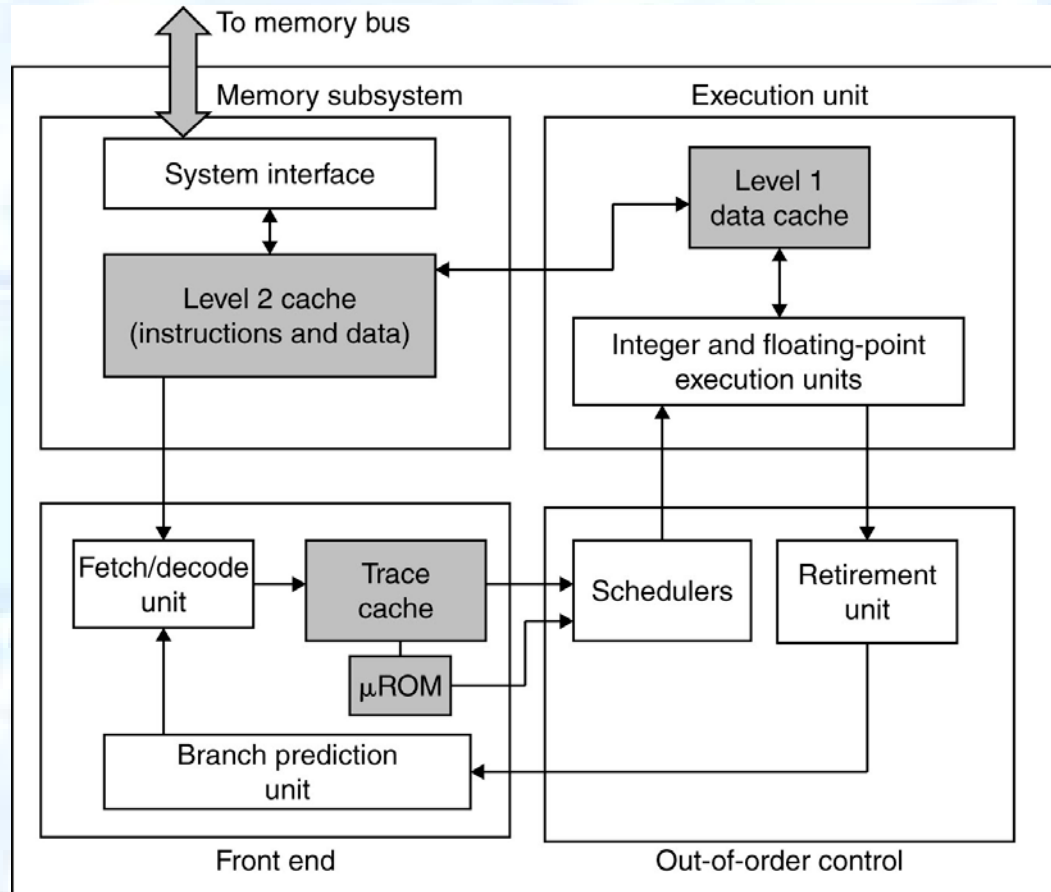 To memory bus
Memory subsystem
Execution unit
System interface
Level 1
data cache
Level 2 cache
(instructions and data)
Integer and floating-point
execution units
Fetch/decode
unit
Trace
cache
μROM
Schedulers
Retirement
unit
Branch prediction
unit
Front end
Out-of-order control